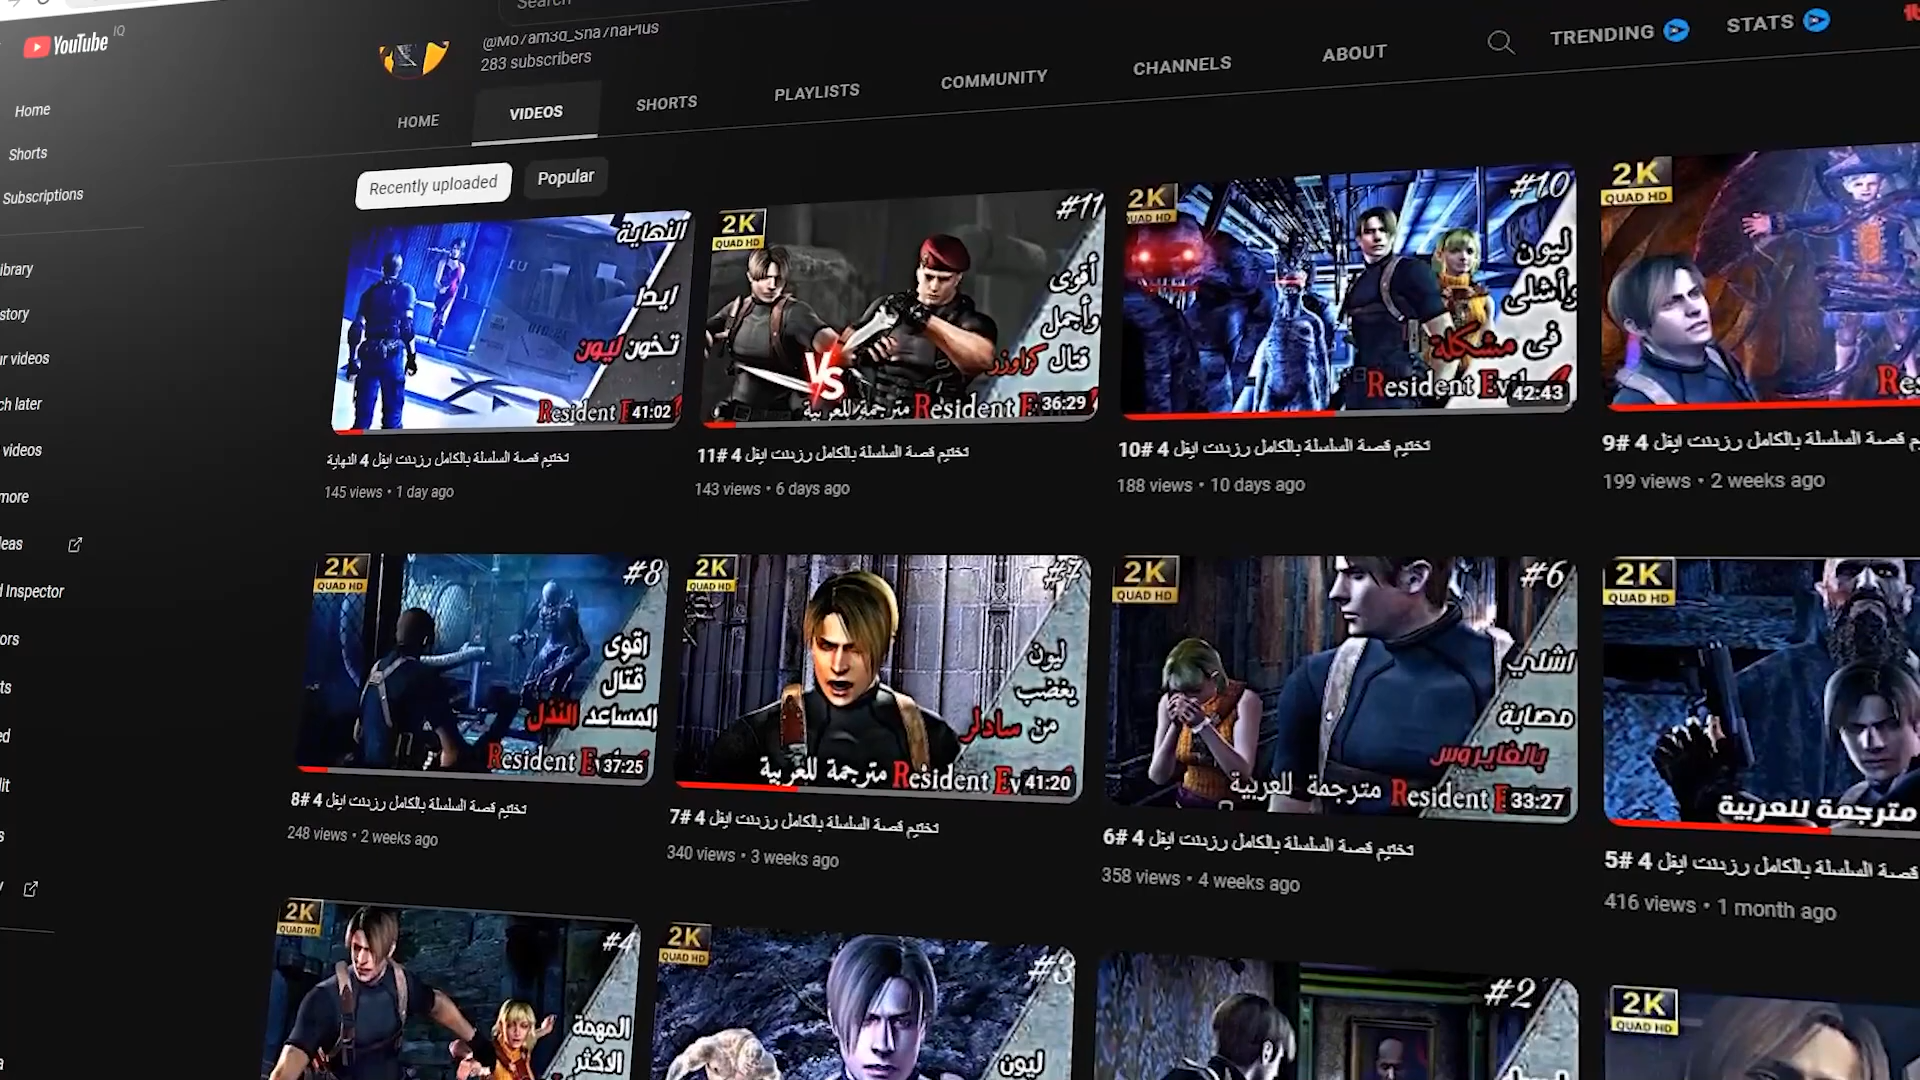 YouTube IQ
Search
@Mo7am3d_Sha7naPlus
283 subscribers
TRENDING
STATS
HOME
VIDEOS
SHORTS
PLAYLISTS
COMMUNITY
CHANNELS
ABOUT
Home
Shorts
Subscriptions
Recently uploaded
Popular
النهاية
ايدا
تخون ليون
Resident
41:02
2K
QUAD HD
#11
أقوى
وأجمل
قتال كراوزر
VS
مترجمة للعربية Resident
36:29
2K
QUAD HD
#10
ليون
وأشلي
في مشكلة
Resident
42:43
2K
QUAD HD
تختيم قصة السلسلة بالكامل رزدنت ايفل 4 النهاية
145 views • 1 day ago
تختيم قصة السلسلة بالكامل رزدنت ايفل 4 #11
143 views • 6 days ago
تختيم قصة السلسلة بالكامل رزدنت ايفل 4 #10
188 views • 10 days ago
قصة السلسلة بالكامل رزدنت ايفل 4 #9
199 views • 2 weeks ago
videos
later
videos
more
Inspector
2K
QUAD HD
#8
اقوى
قتال
المساعد النذل
Resident
37:25
2K
QUAD HD
#7
ليون
يغضب
من سادلر
مترجمة للعربية Resident
41:20
2K
QUAD HD
#6
اشلي
مصابة
بالفايروس
مترجمة للعربية Resident
33:27
2K
QUAD HD
مترجمة للعربية
تختيم قصة السلسلة بالكامل رزدنت ايفل 4 #8
248 views • 2 weeks ago
تختيم قصة السلسلة بالكامل رزدنت ايفل 4 #7
340 views • 3 weeks ago
تختيم قصة السلسلة بالكامل رزدنت ايفل 4 #6
358 views • 4 weeks ago
قصة السلسلة بالكامل رزدنت ايفل 4 #5
416 views • 1 month ago
2K
QUAD HD
#4
المهمة
الاكثر
2K
QUAD HD
#3
ليون
#2
2K
QUAD HD